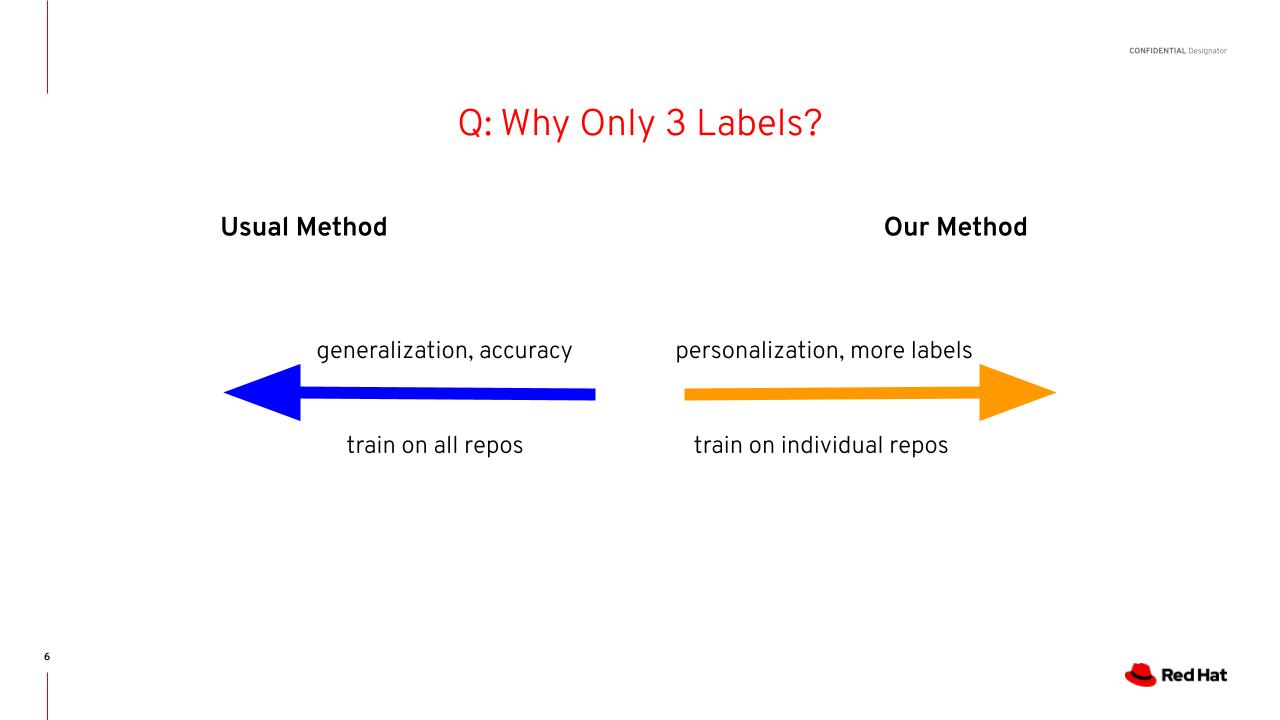 CONFIDENTIAL Designator
Q: Why Only 3 Labels?
Usual Method
Our Method
generalization, accuracy
personalization, more labels
train on all repos
train on individual repos
6
Red Hat